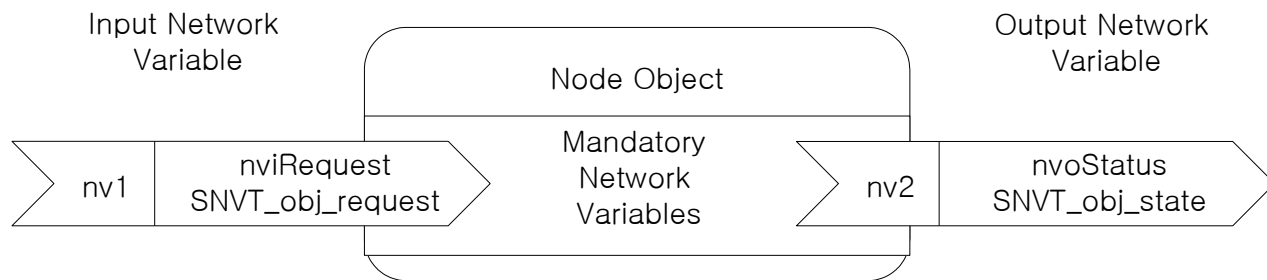 Input Network
Variable
Node Object
Output Network
Variable
nv1
nviRequest
SNVT_obj_request
Mandatory
Network
Variables
nv2
nvoStatus
SNVT_obj_state